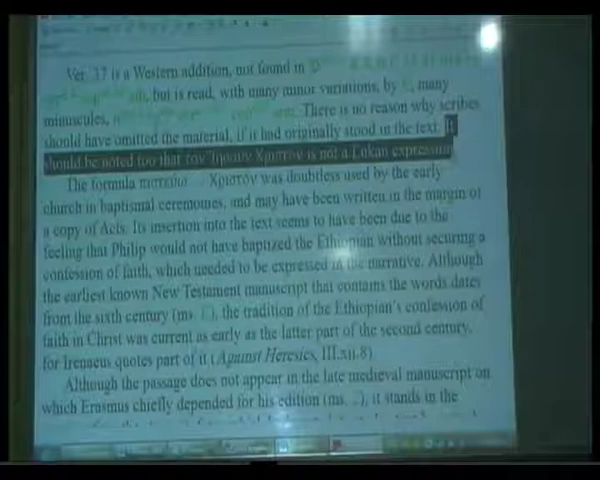 Ver. 37 is a Western addition, not found in
but is read, with many minor variations, by many
minuscules, There is no reason why scribes
should have omitted the material, if it had originally stood in the text. It
should be noted too that τὸν Ἰησοῦν Χριστόν is not a Lukan expression.
The formula πιστεύω … Χριστόν was doubtless used by the early
church in baptismal ceremonies, and may have been written in the margin of
a copy of Acts. Its insertion into the text seems to have been due to the
feeling that Philip would not have baptized the Ethiopian without securing a
confession of faith, which needed to be expressed in the narrative. Although
the earliest known New Testament manuscript that contains the words dates
from the sixth century (ms. ), the tradition of the Ethiopian's confession of
faith in Christ was current as early as the latter part of the second century,
for Irenaeus quotes part of it (Against Heresies, III.xii.8).
Although the passage does not appear in the late medieval manuscript on
which Erasmus chiefly depended for his edition (ms. ), it stands in the